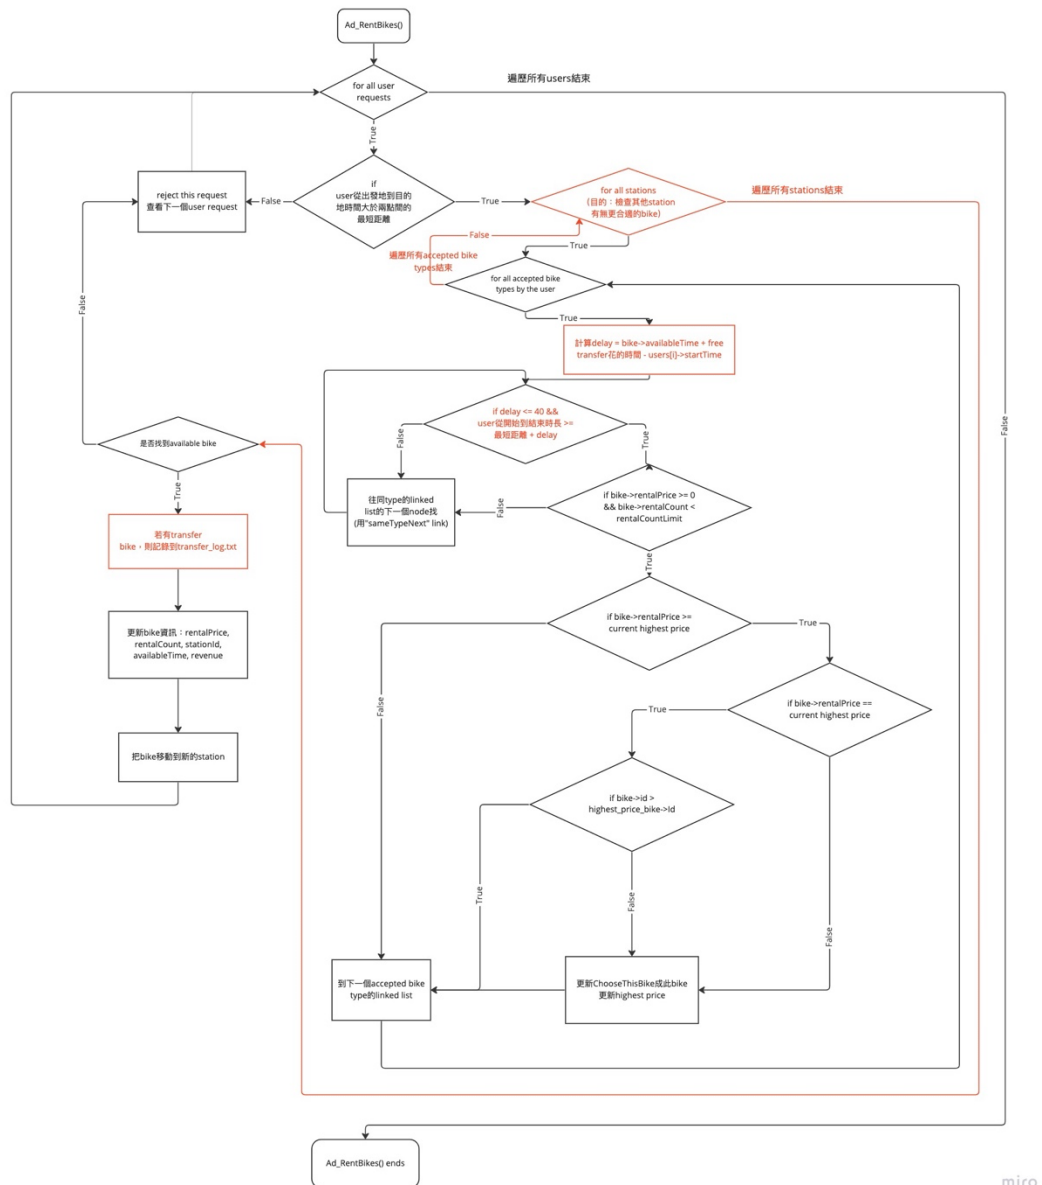 Ad_RentBikes()
遍歷所有users結束
for all user
requests
True
if
user從出發地到目的
地時間大於兩點間的
最短距離
False
True
reject this request
查看下一個user request
for all stations
(目的：檢查其他station
有無更合適的bike)
遍歷所有stations結束
False
True
遍歷所有accepted bike
types結束
for all accepted bike
types by the user
True
False
計算delay = bike->availableTime + free
transfer花的時間 - users[i]->startTime
if delay <= 40 &&
user從開始到結束時長 >=
最短距離 + delay
False
True
False
是否找到available bike
True
往同type的linked
list的下一個node找
(用"sameTypeNext" link)
False
if bike->rentalPrice >= 0
&& bike->rentalCount <
rentalCountLimit
True
若有transfer
bike，則記錄到transfer_log.txt
if bike->rentalPrice >=
current highest price
True
False
更新bike資訊：rentalPrice,
rentalCount, stationId,
availableTime, revenue
if bike->rentalPrice ==
current highest price
True
False
把bike移動到新的station
if bike->id >
highest_price_bike->Id
True
False
到下一個accepted bike
type的linked list
更新ChooseThisBike成此bike
更新highest price
Ad_RentBikes() ends
miro